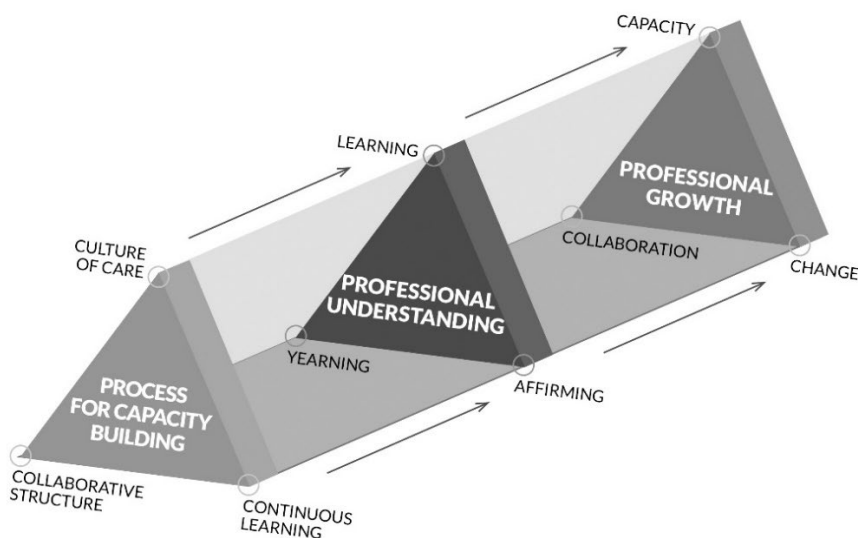 CAPACITY
LEARNING
PROFESSIONAL
GROWTH
CULTURE
OF CARE
COLLABORATION
CHANGE
PROFESSIONAL
UNDERSTANDING
YEARNING
AFFIRMING
PROCESS
FOR CAPACITY
BUILDING
COLLABORATIVE
STRUCTURE
CONTINUOUS
LEARNING